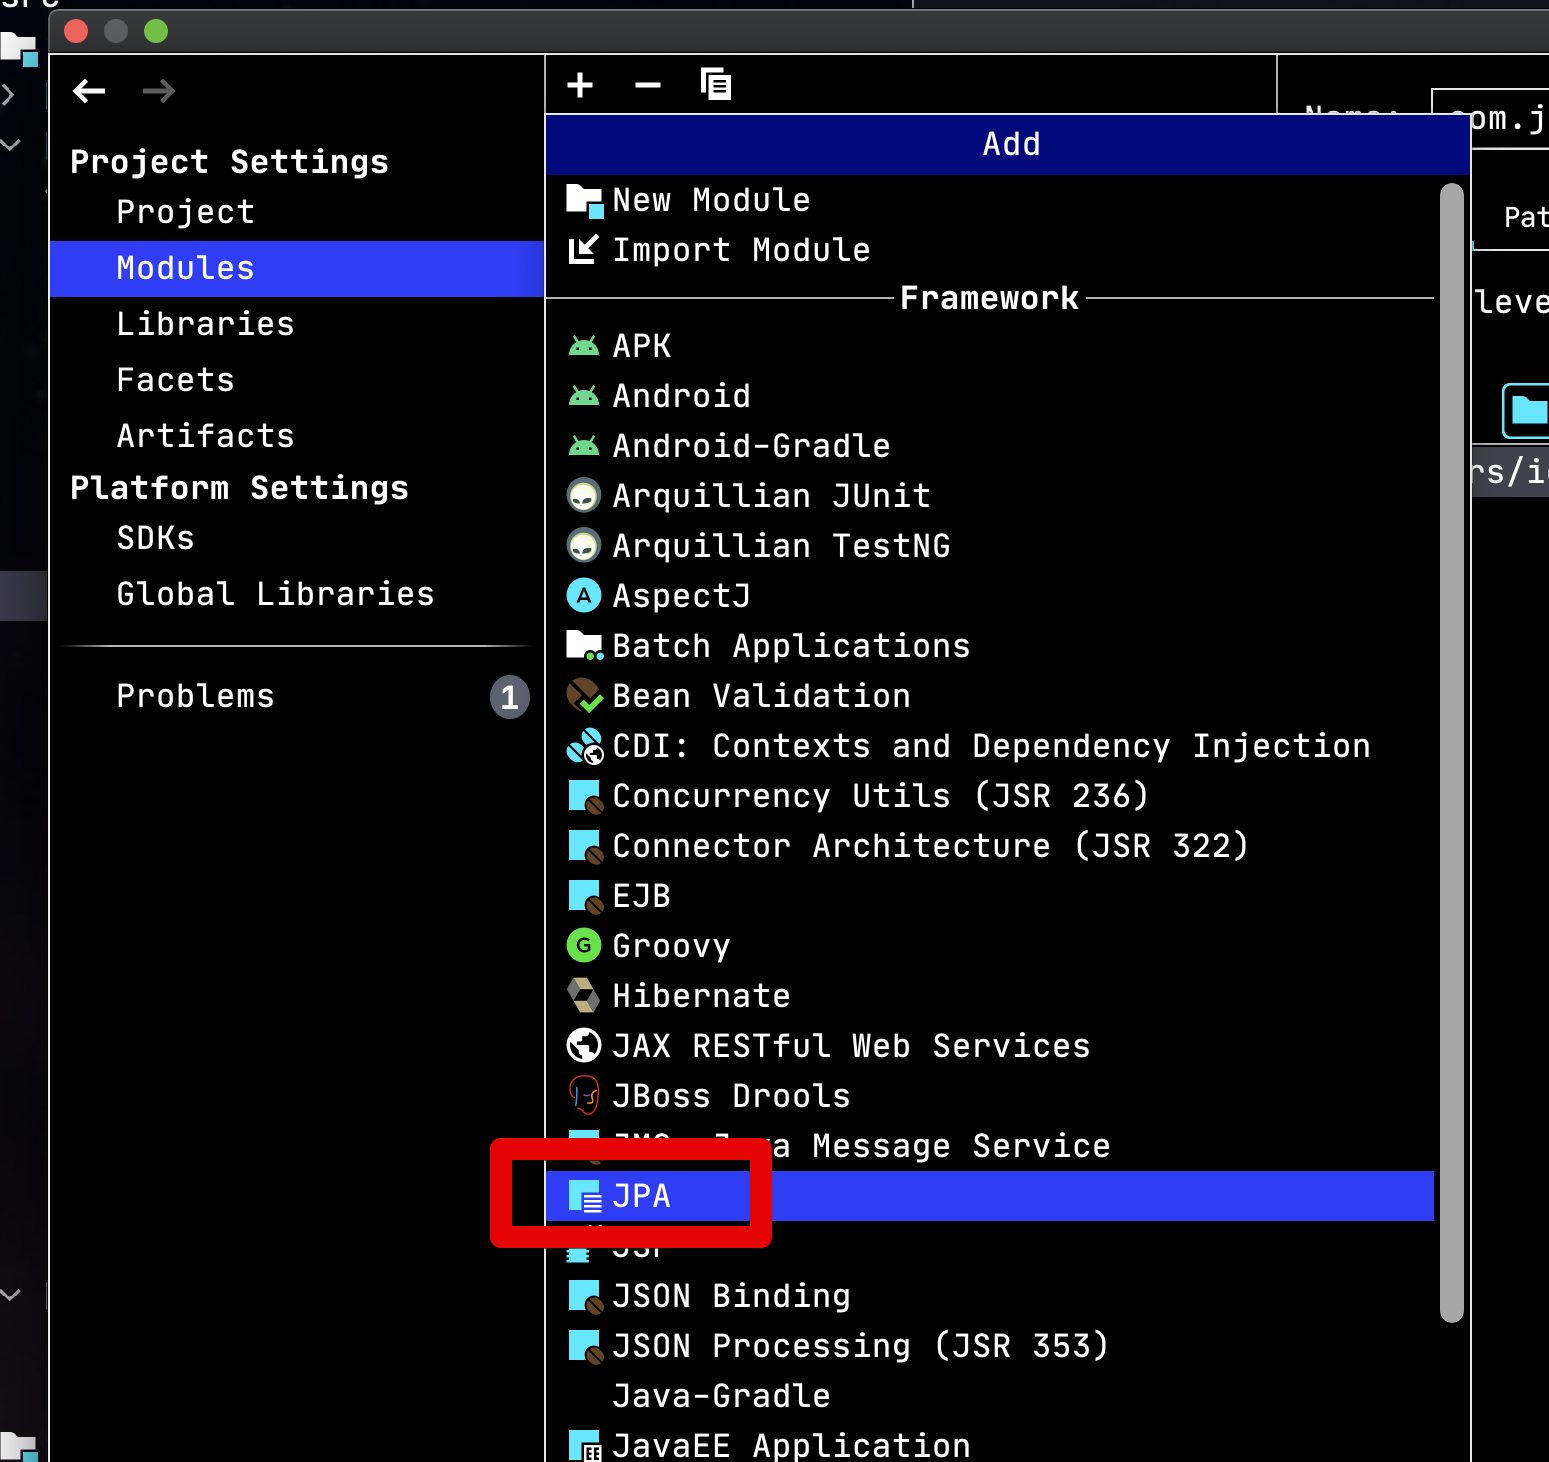 Project Settings
Project
Modules
Libraries
Facets
Artifacts
Platform Settings
SDKs
Global Libraries
Problems
1
Add
New Module
Import Module
Framework
APK
Android
Android-Gradle
Arquillian JUnit
Arquillian TestNG
AspectJ
Batch Applications
Bean Validation
CDI: Contexts and Dependency Injection
Concurrency Utils (JSR 236)
Connector Architecture (JSR 322)
EJB
Groovy
Hibernate
JAX RESTful Web Services
JBoss Drools
Message Service
JPA
JSON Binding
JSON Processing (JSR 353)
Java-Gradle
JavaEE Application
Name:
om.j
Pat
leve
rs/i